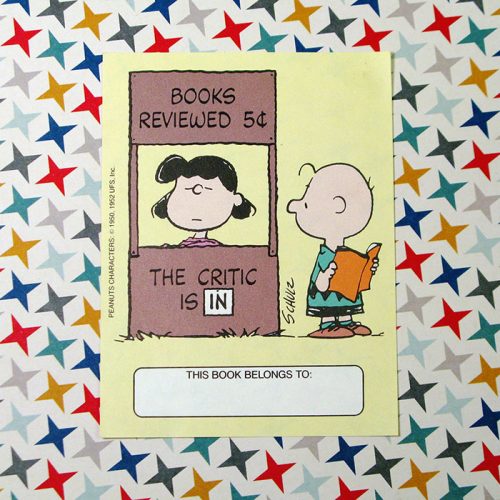 BOOKS
REVIEWED 5¢
THE CRITIC
IS IN
SCHULZ
PEANUTS CHARACTERS: © 1950, 1952 UFS, Inc.
THIS BOOK BELONGS TO: